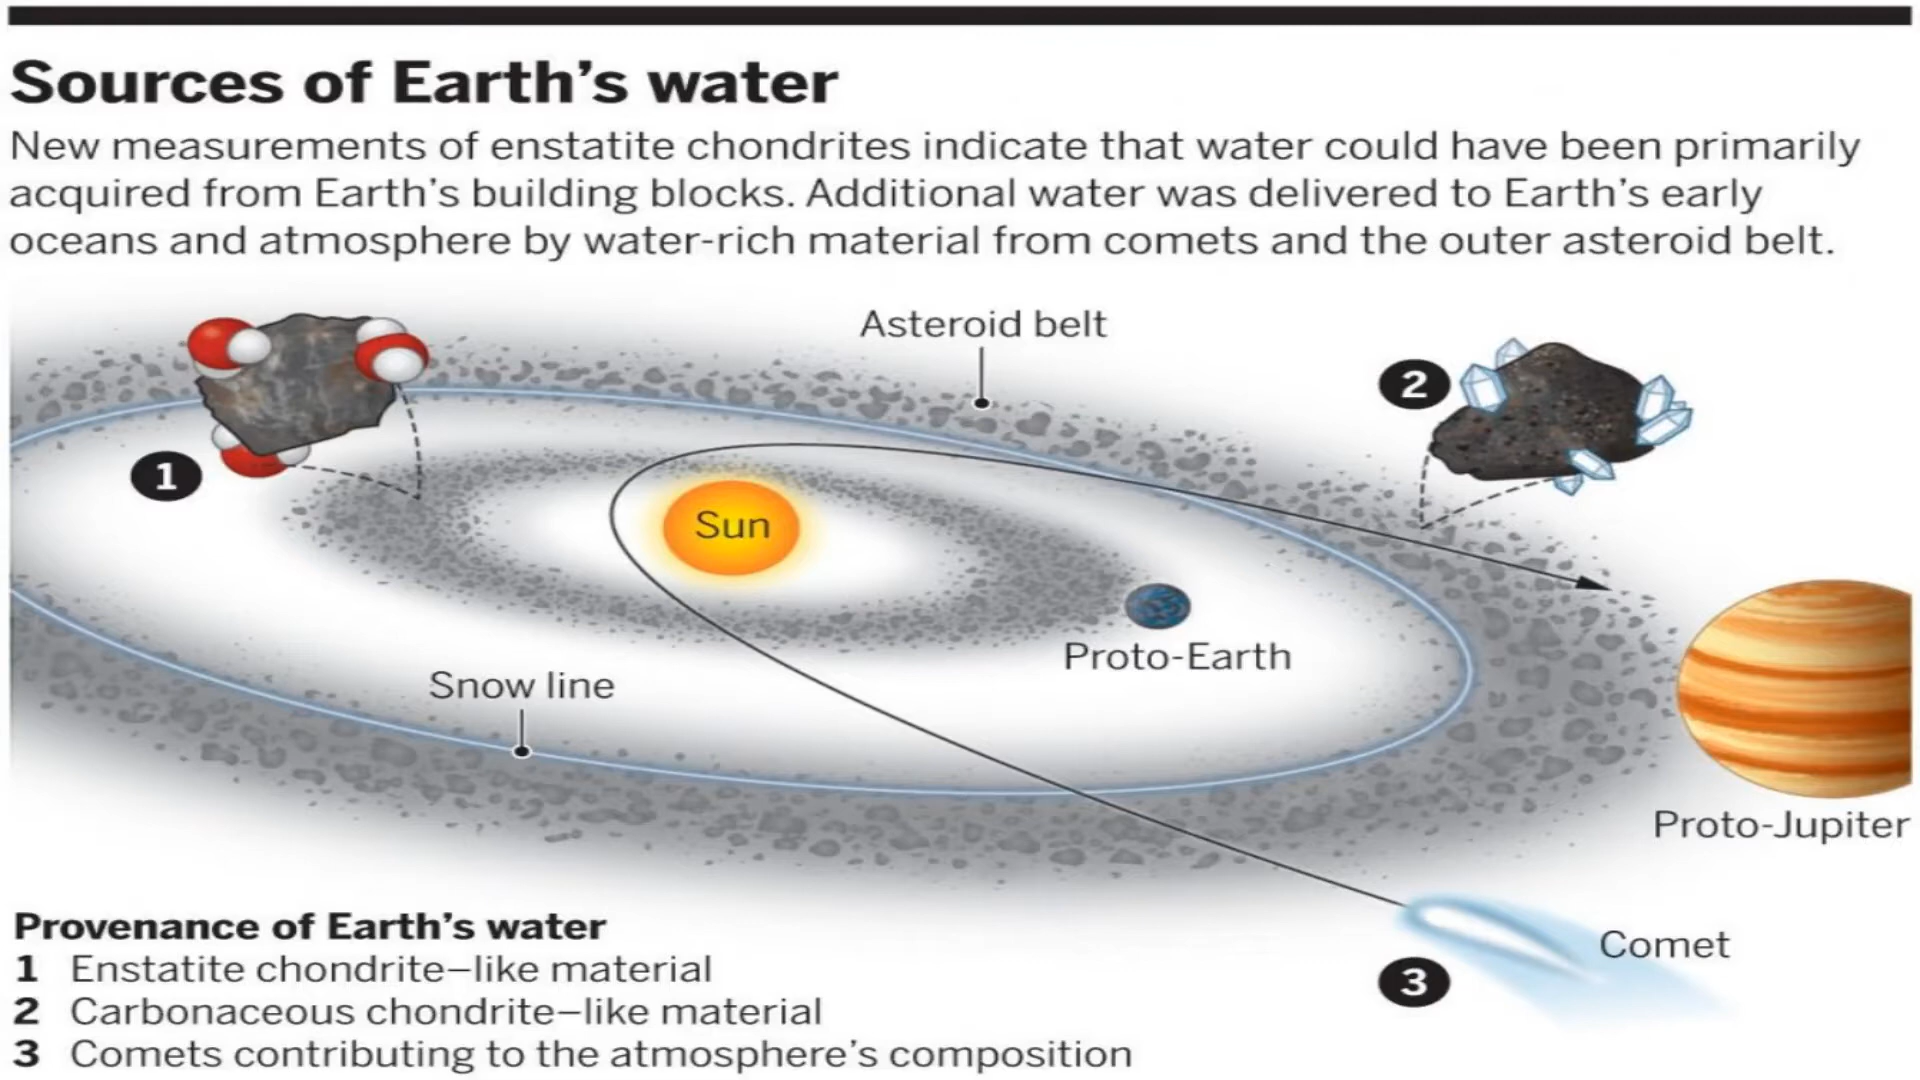 Sources of Earth's water
New measurements of enstatite chondrites indicate that water could have been primarily
acquired from Earth's building blocks. Additional water was delivered to Earth's early
oceans and atmosphere by water-rich material from comets and the outer asteroid belt.
Asteroid belt
2
1
Sun
Proto-Earth
Snow line
Proto-Jupiter
Comet
3
Provenance of Earth's water
1 Enstatite chondrite–like material
2 Carbonaceous chondrite–like material
3 Comets contributing to the atmosphere's composition